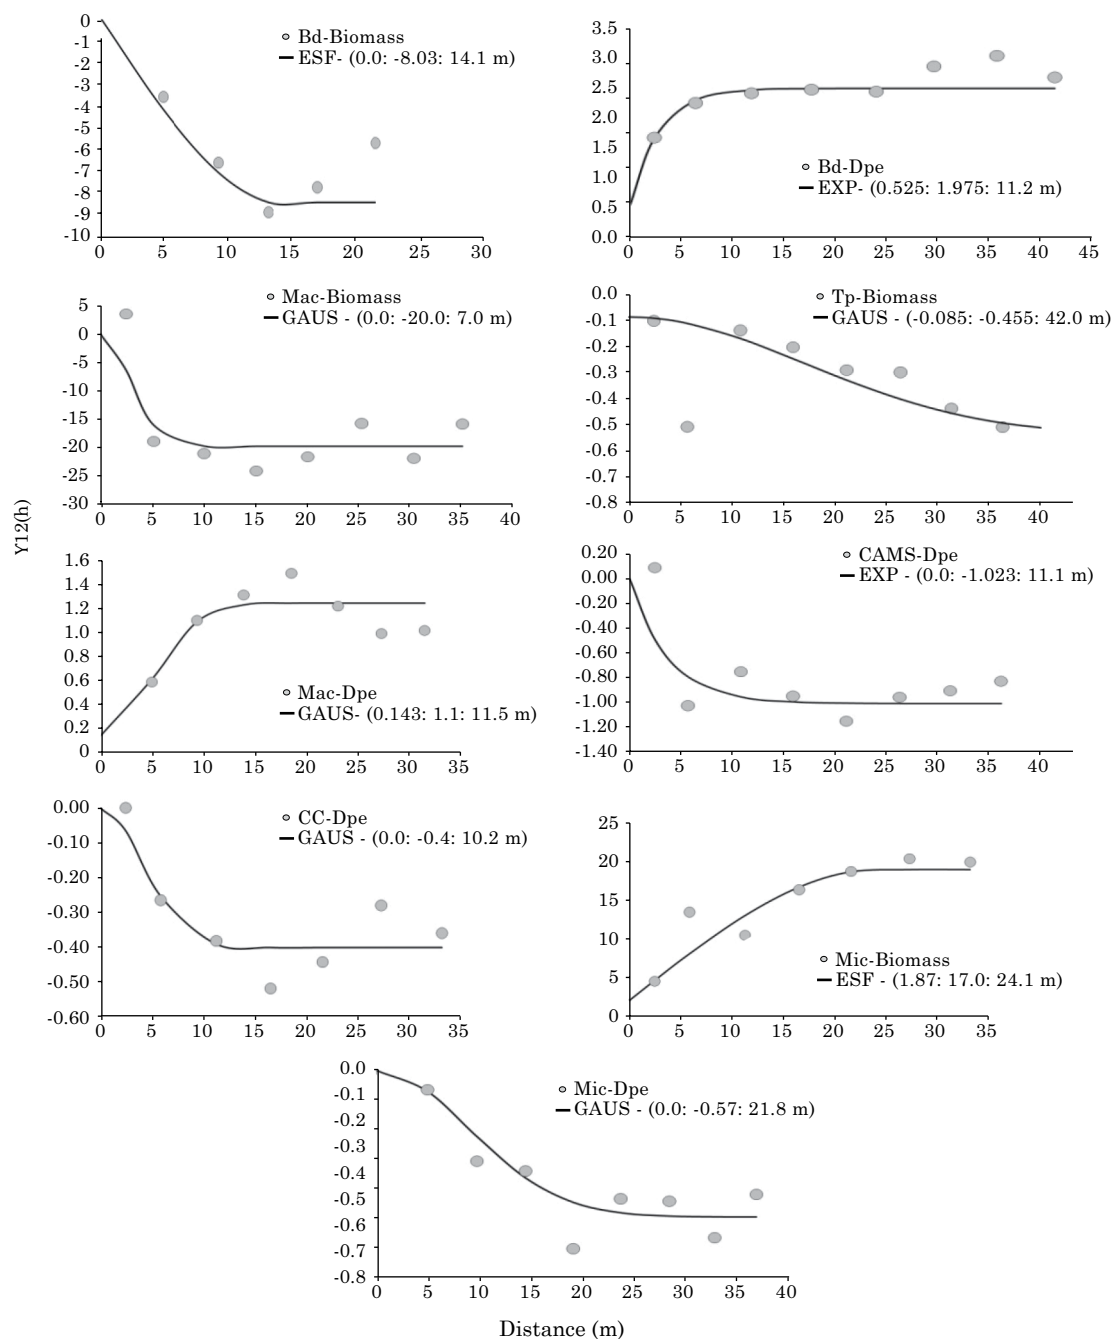 Bd-Biomass
ESF- (0.0: -8.03: 14.1 m)
0
-1
-2
-3
-4
-5
-6
-7
-8
-9
-10
0 5 10 15 20 25 30
3.5
3.0
2.5
2.0
1.5
1.0
0.5
0.0
Bd-Dpe
EXP- (0.525: 1.975: 11.2 m)
0 5 10 15 20 25 30 35 40 45
Mac-Biomass
GAUS - (0.0: -20.0: 7.0 m)
5
0
-5
-10
-15
-20
-25
-30
0 5 10 15 20 25 30 35 40
Tp-Biomass
GAUS - (-0.085: -0.455: 42.0 m)
0.0
-0.1
-0.2
-0.3
-0.4
-0.5
-0.6
-0.7
-0.8
0 5 10 15 20 25 30 35 40
Y12(h)
1.6
1.4
1.2
1.0
0.8
0.6
0.4
0.2
0
Mac-Dpe
GAUS- (0.143: 1.1: 11.5 m)
0 5 10 15 20 25 30 35
CAMS-Dpe
EXP - (0.0: -1.023: 11.1 m)
0.20
0.00
-0.20
-0.40
-0.60
-0.80
-1.00
-1.20
-1.40
0 5 10 15 20 25 30 35 40
CC-Dpe
GAUS - (0.0: -0.4: 10.2 m)
0.00
-0.10
-0.20
-0.30
-0.40
-0.50
-0.60
0 5 10 15 20 25 30 35
25
20
15
10
5
0
Mic-Biomass
ESF - (1.87: 17.0: 24.1 m)
0 5 10 15 20 25 30 35
Mic-Dpe
GAUS - (0.0: -0.57: 21.8 m)
0.0
-0.1
-0.2
-0.3
-0.4
-0.5
-0.6
-0.7
-0.8
0 5 10 15 20 25 30 35 40
Distance (m)